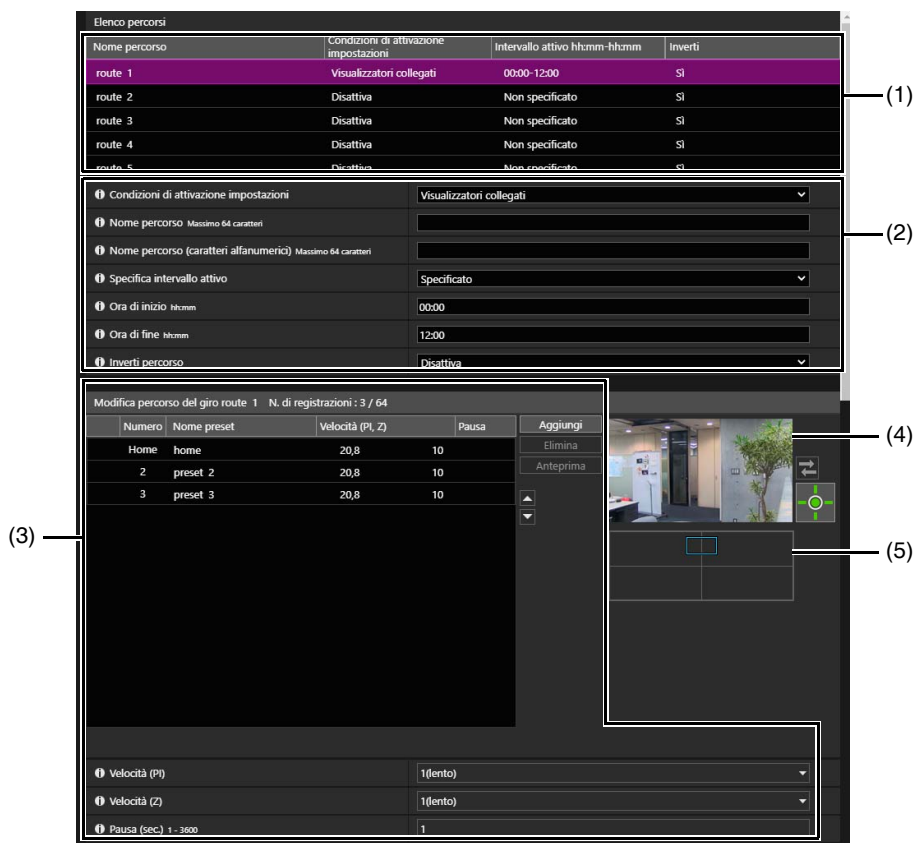 Elenco percorsi
Nome percorso Condizioni di attivazione impostazioni Intervallo attivo hh:mm-hh:mm Inverti
route 1 Visualizzatori collegati 00:00-12:00 Sì
route 2 Disattiva Non specificato Sì
route 3 Disattiva Non specificato Sì
route 4 Disattiva Non specificato Sì
route 5 Disattiva Non specificato Sì
(1)
Condizioni di attivazione impostazioni Visualizzatori collegati
Nome percorso Massimo 64 caratteri
(2)
Nome percorso (caratteri alfanumerici) Massimo 64 caratteri
Specifica intervallo attivo Specificato
Ora di inizio hh:mm 00:00
Ora di fine hh:mm 12:00
Inverti percorso Disattiva
Modifica percorso del giro route 1 N. di registrazioni : 3 / 64
Numero Nome preset Velocità (PI, Z) Pausa Aggiungi
Home home 20,8 10 Elimina
2 preset 2 20,8 10 Anteprima
3 preset 3 20,8 10
(4)
(3)
(5)
Velocità (PI) 1(lento)
Velocità (Z) 1(lento)
Pausa (sec.) 1 - 3600 1